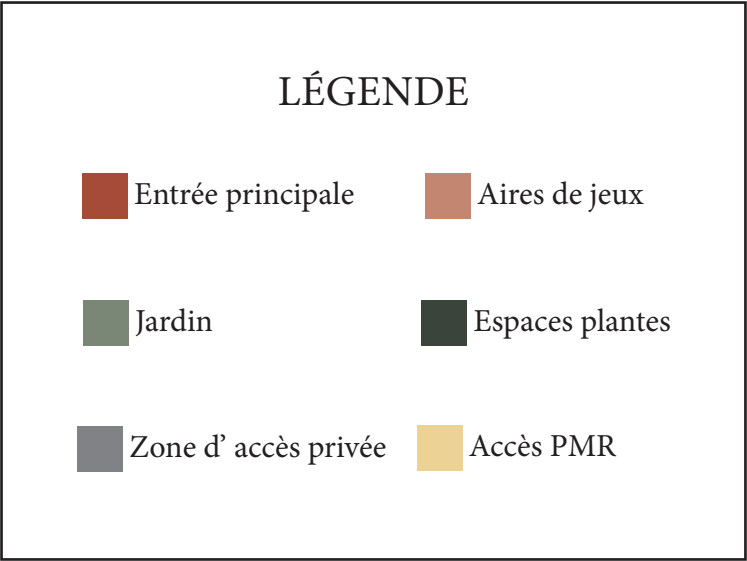 LÉGENDE
Entrée principale
Aires de jeux
Jardin
Espaces plantes
Zone d' accès privée
Accès PMR